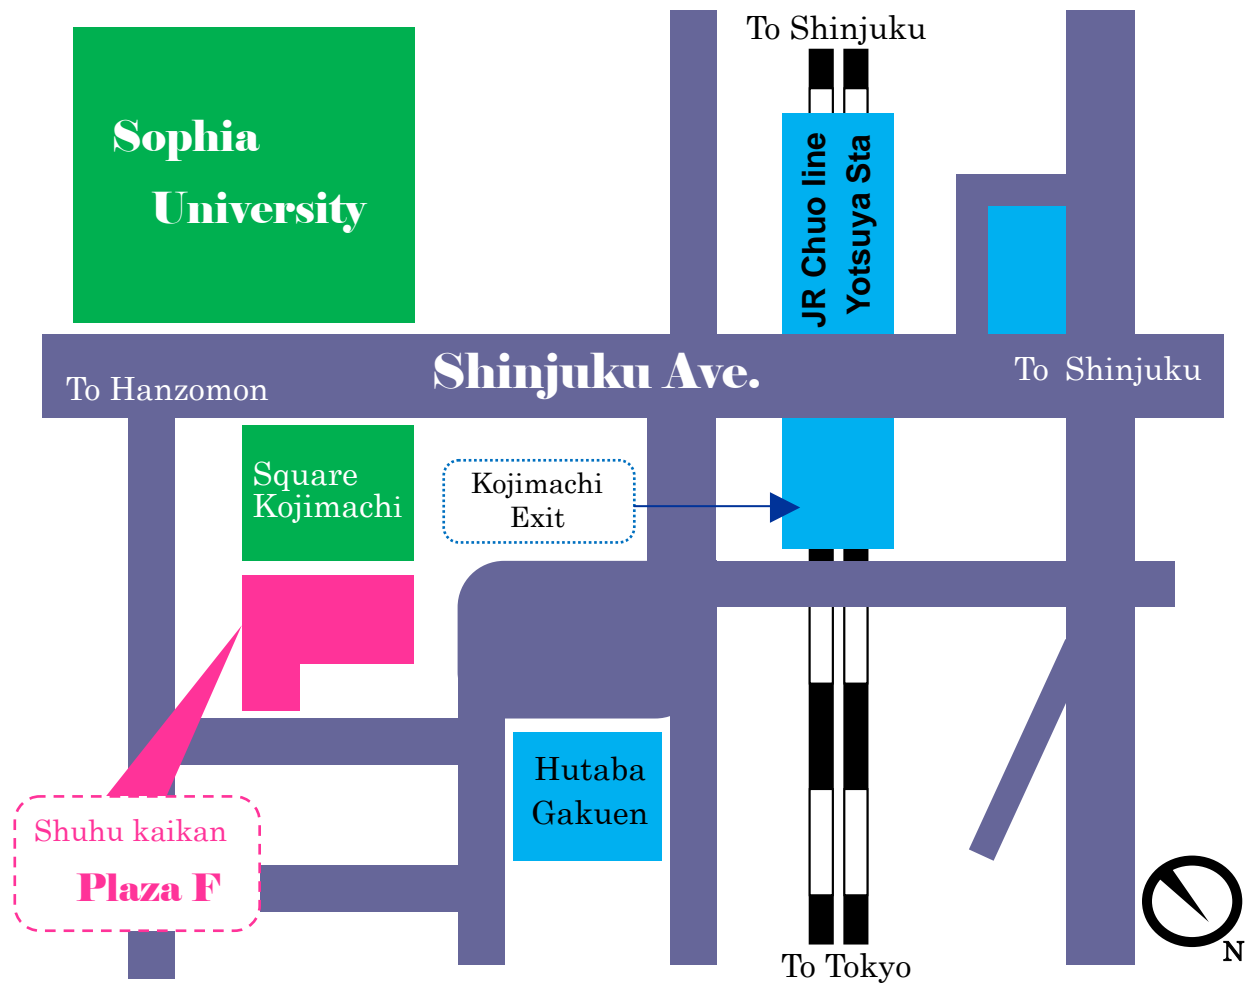 To Shinjuku
Sophia
University
JR Chuo line
Yotsuya Sta
Shinjuku Ave.
To Shinjuku
To Hanzomon
Square
Kojimachi
Kojimachi
Exit
Hutaba
Gakuen
Shuhu kaikan
Plaza F
N
To Tokyo